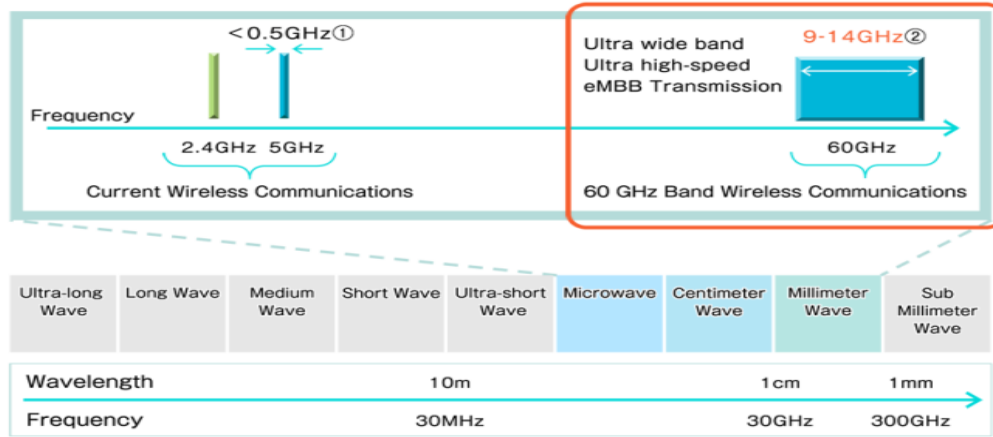 <0.5GHz①
Ultra wide band
Ultra high-speed
eMBB Transmission
9-14GHz②
Frequency
2.4GHz 5GHz
60GHz
Current Wireless Communications
60 GHz Band Wireless Communications
Ultra-long
Wave
Long Wave
Medium
Wave
Short Wave
Ultra-short
Wave
Microwave
Centimeter
Wave
Millimeter
Wave
Sub
Millimeter
Wave
Wavelength 10m 1cm 1mm
Frequency 30MHz 30GHz 300GHz